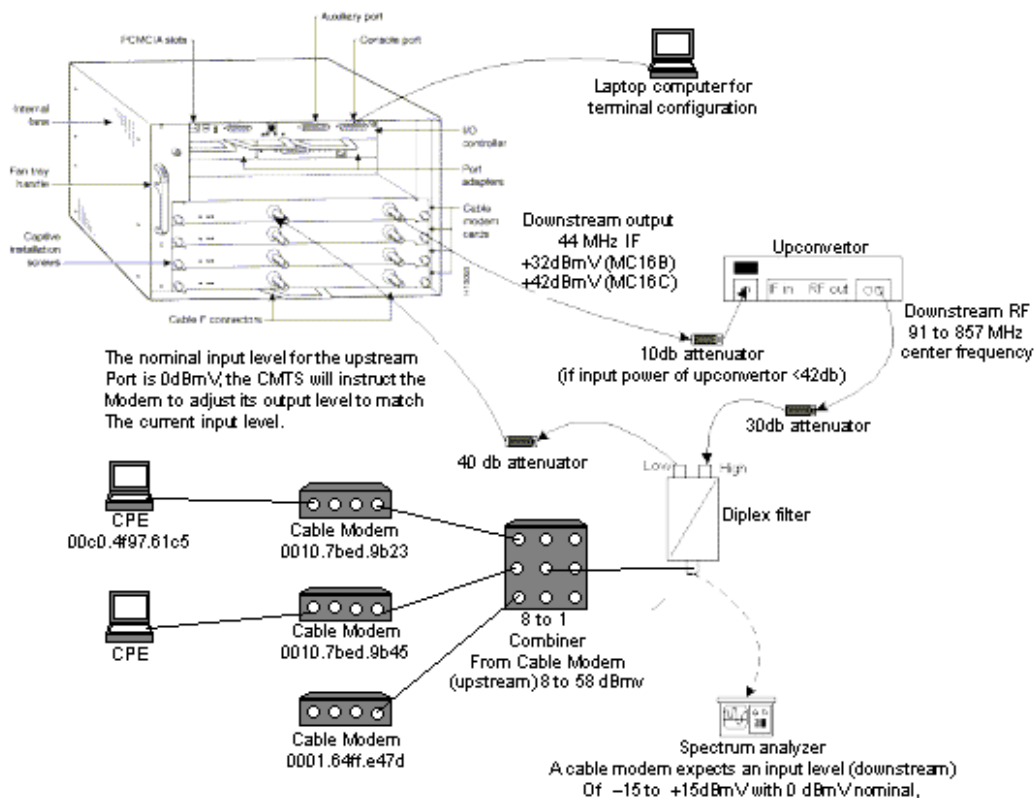 Auxiliary port
PCMCIA slots
Console port
Laptop computer for
terminal configuration
Internal
fans
I/O
controller
Fan tray
handle
Port
adapters
Cable
modem
cards
Captive
installation
screws
Cable F connectors
Downstream output
44 MHz IF
+32dBmV (MC16B)
+42dBmV (MC16C)
Upconvertor
IF in RF out
Downstream RF
91 to 857 MHz
center frequency
10db attenuator
(if input power of upconvertor <42db)
The nominal input level for the upstream
Port is 0dBmV, the CMTS will instruct the
Modem to adjust its output level to match
The current input level.
30db attenuator
40 db attenuator
Low
High
Diplex filter
CPE
00c0.4f97.61c5
Cable Modem
0010.7bed.9b23
CPE
Cable Modem
0010.7bed.9b45
8 to 1
Combiner
From Cable Modem
(upstream) 8 to 58 dBmv
Cable Modem
0001.64ff.e47d
Spectrum analyzer
A cable modem expects an input level (downstream)
Of –15 to +15dBmV with 0 dBmV nominal,